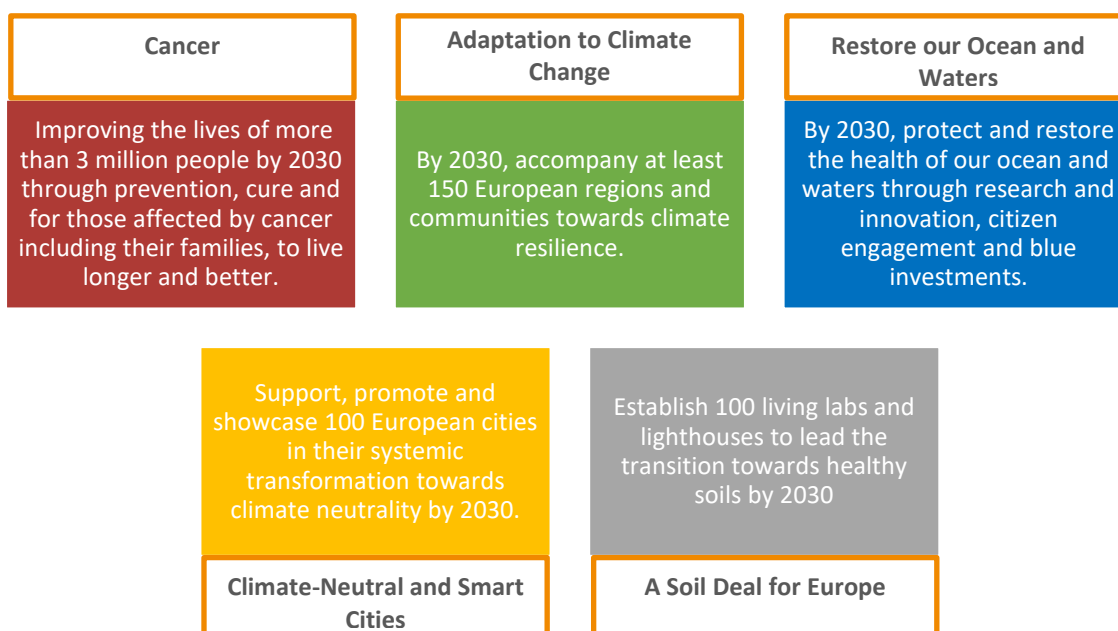 Cancer
Improving the lives of more
than 3 million people by 2030
through prevention, cure and
for those affected by cancer
including their families, to live
longer and better.
Adaptation to Climate
Change
By 2030, accompany at least
150 European regions and
communities towards climate
resilience.
Restore our Ocean and
Waters
By 2030, protect and restore
the health of our ocean and
waters through research and
innovation, citizen
engagement and blue
investments.
Support, promote and
showcase 100 European cities
in their systemic
transformation towards
climate neutrality by 2030.
Climate-Neutral and Smart
Cities
Establish 100 living labs and
lighthouses to lead the
transition towards healthy
soils by 2030
A Soil Deal for Europe